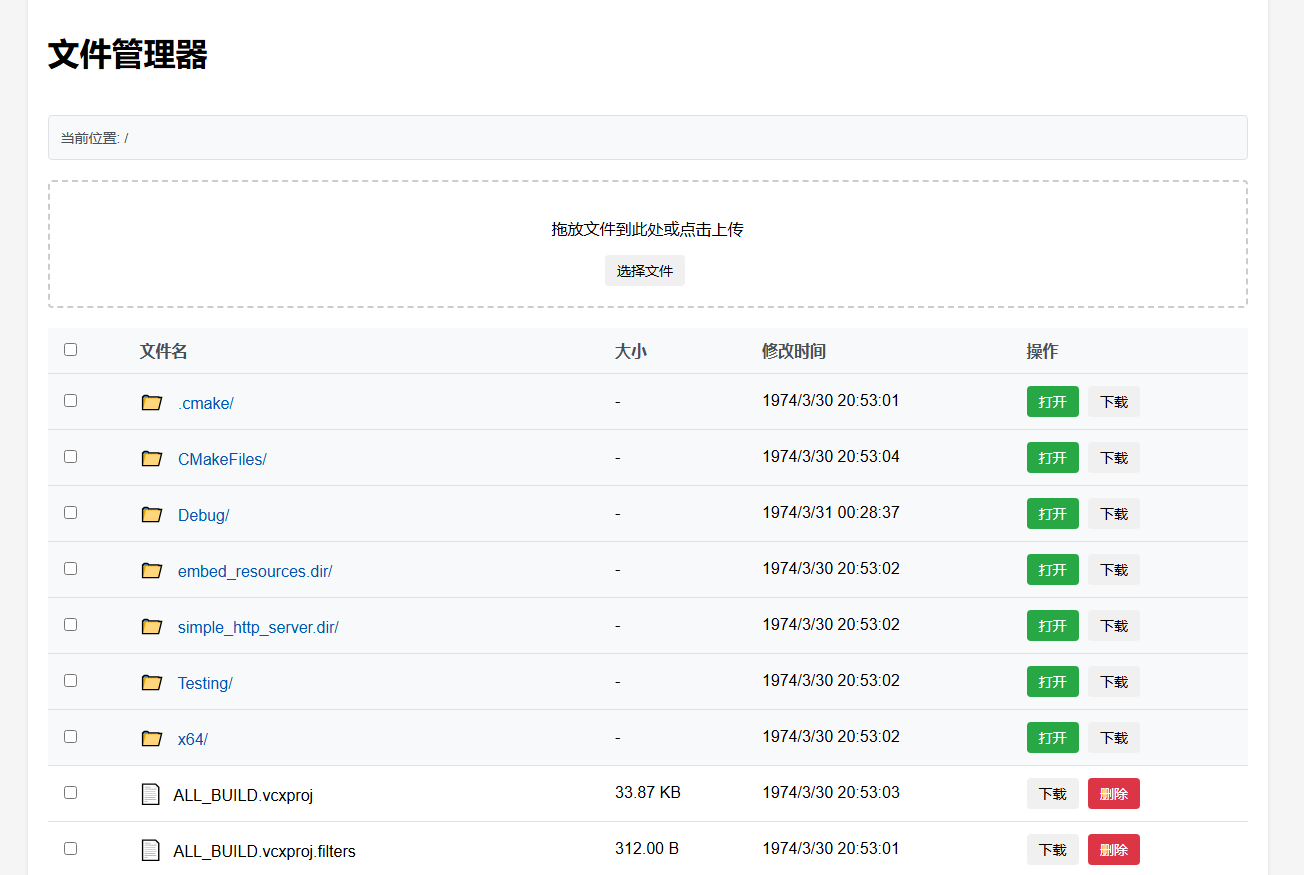 文件管理器
当前位置: /
拖放文件到此处或点击上传
选择文件
文件名 大小 修改时间 操作
.cmake/ - 1974/3/30 20:53:01 打开 下载
CMakeFiles/ - 1974/3/30 20:53:04 打开 下载
Debug/ - 1974/3/31 00:28:37 打开 下载
embed_resources.dir/ - 1974/3/30 20:53:02 打开 下载
simple_http_server.dir/ - 1974/3/30 20:53:02 打开 下载
Testing/ - 1974/3/30 20:53:02 打开 下载
x64/ - 1974/3/30 20:53:02 打开 下载
ALL_BUILD.vcxproj 33.87 KB 1974/3/30 20:53:03 下载 删除
ALL_BUILD.vcxproj.filters 312.00 B 1974/3/30 20:53:01 下载 删除